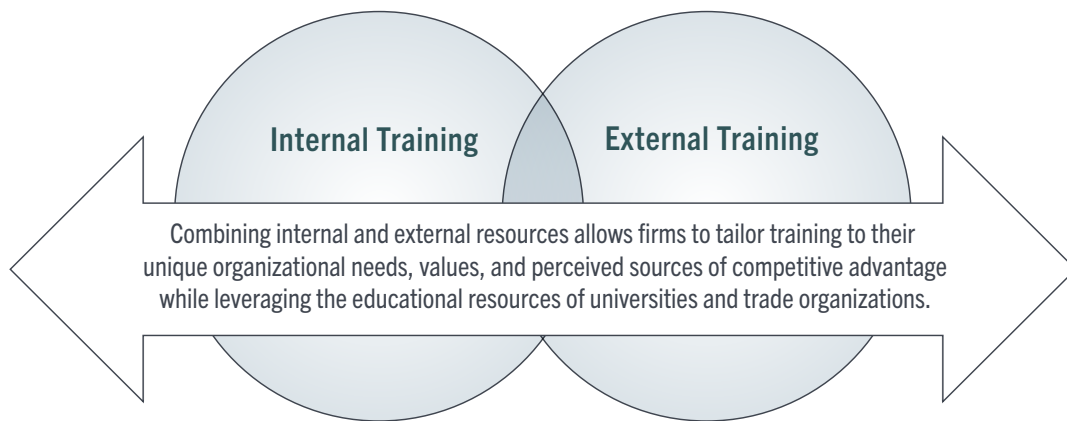 Internal Training
External Training
Combining internal and external resources allows firms to tailor training to their
unique organizational needs, values, and perceived sources of competitive advantage
while leveraging the educational resources of universities and trade organizations.